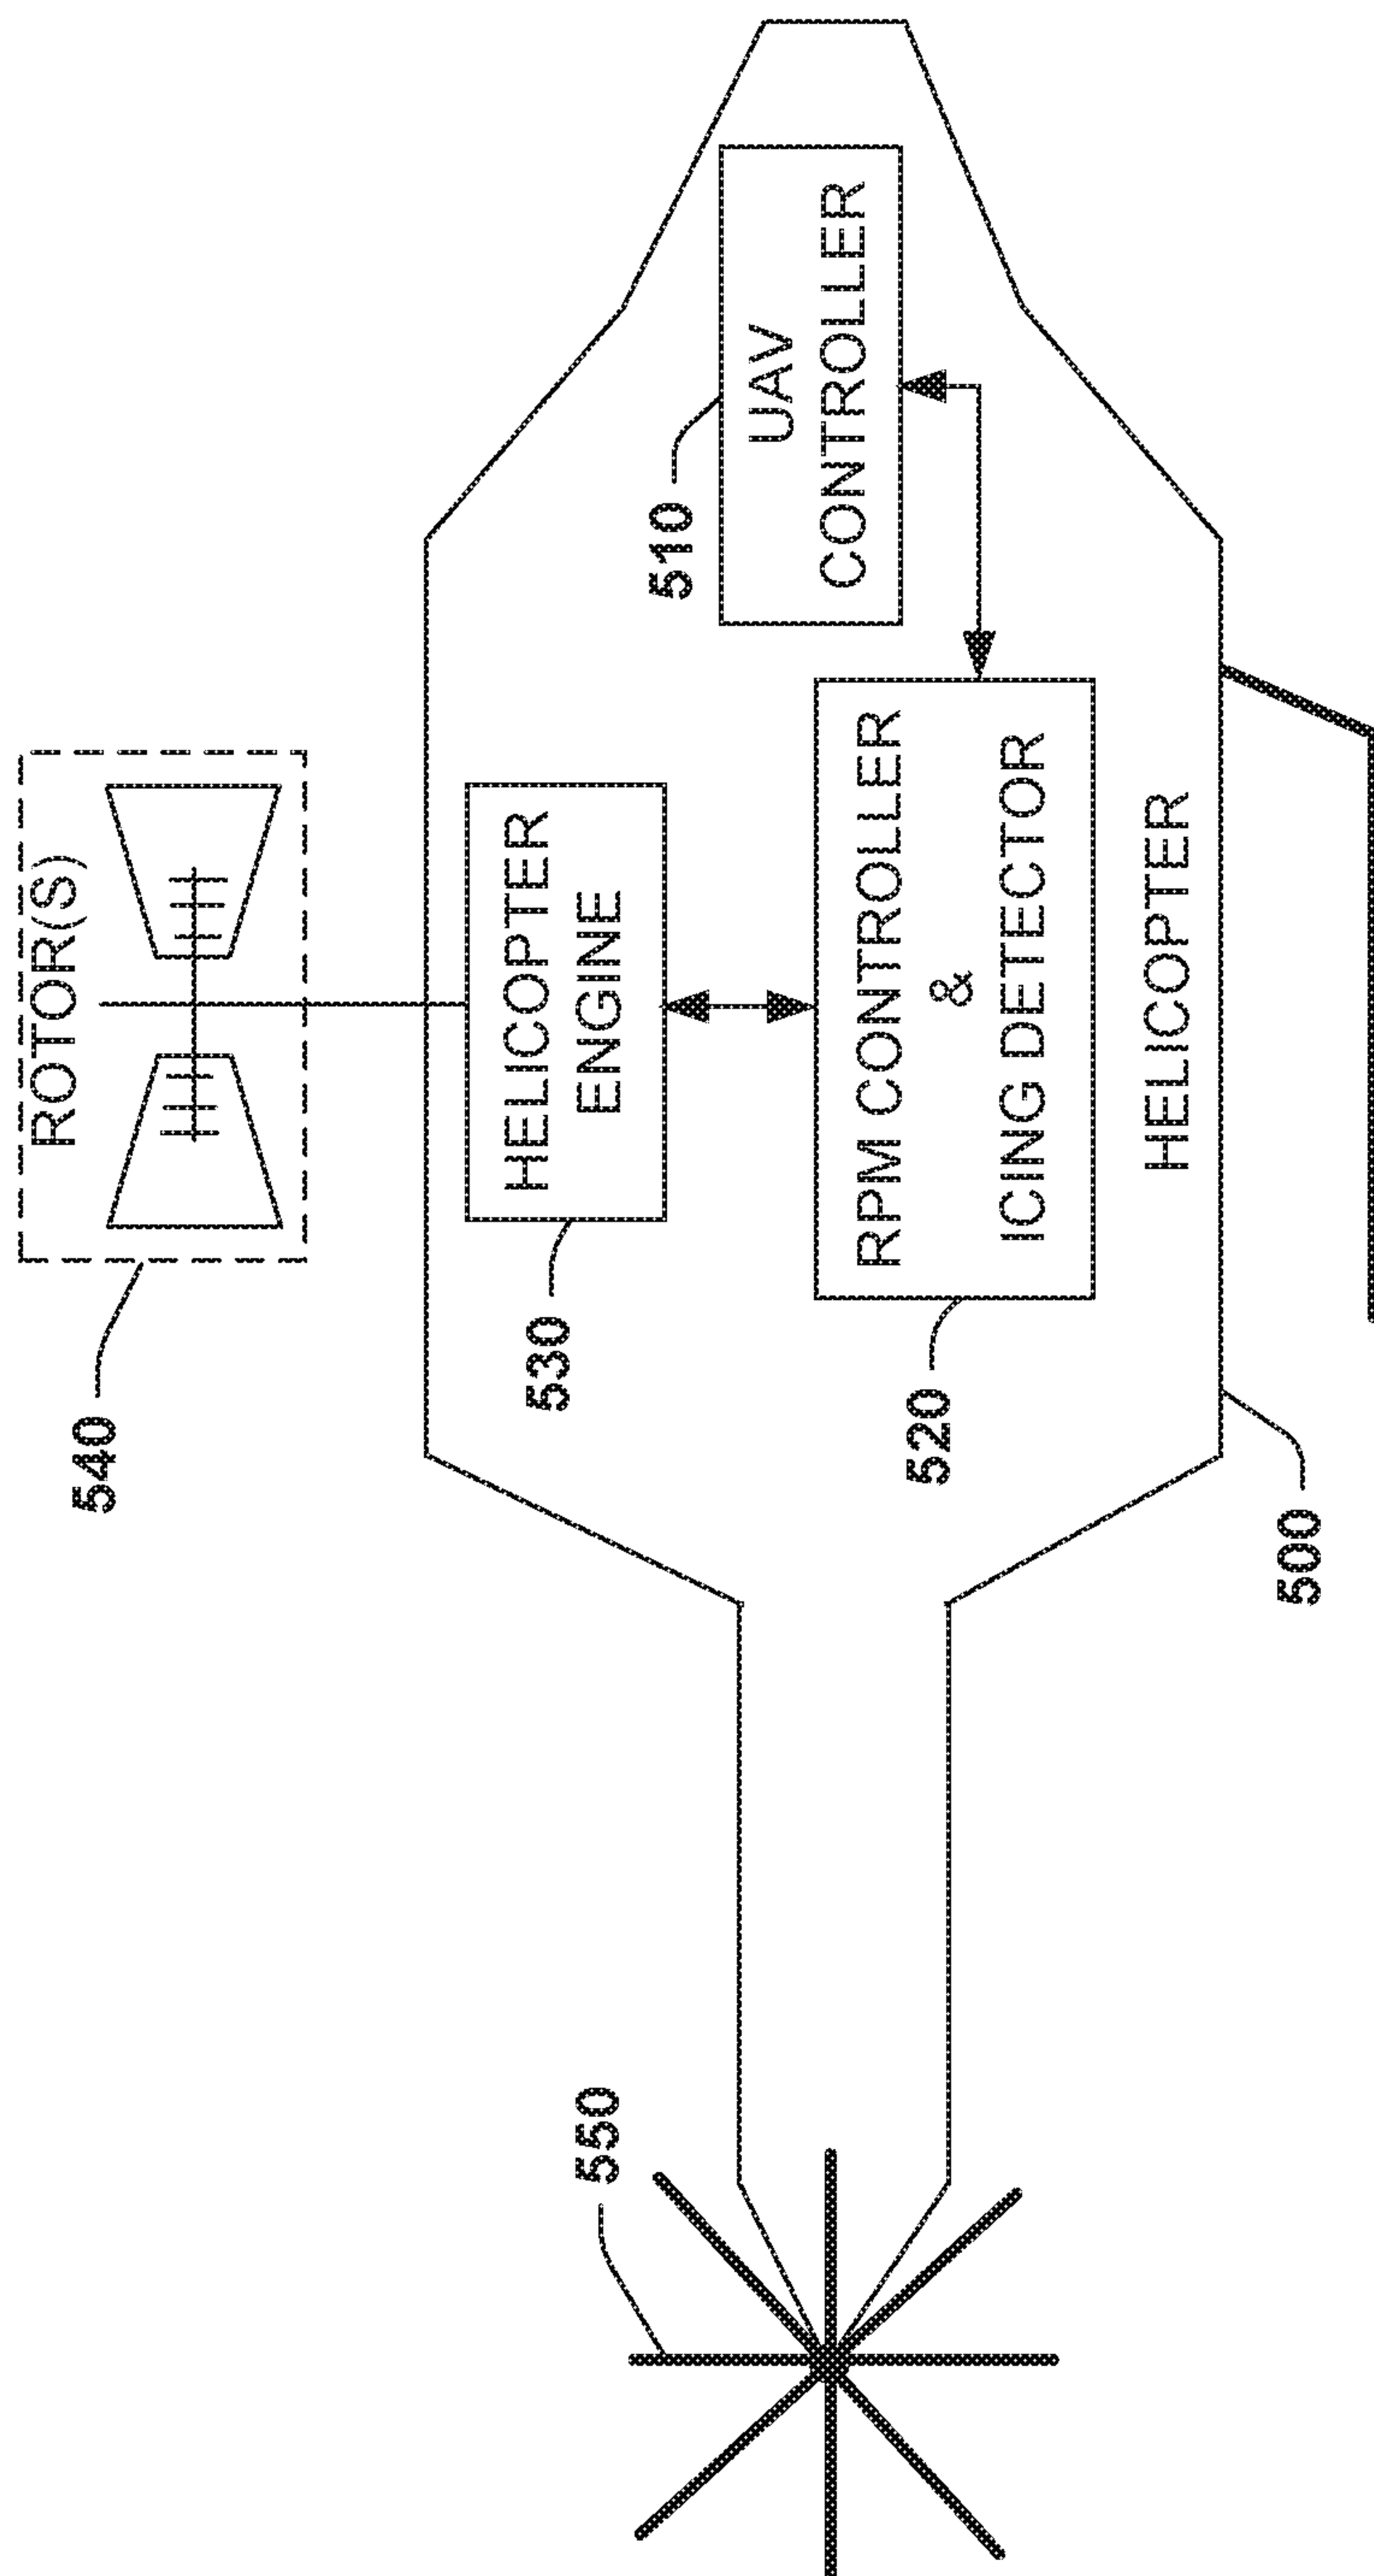 ROTOR(S)
540
HELICOPTER
ENGINE
530
UAV
CONTROLLER
510
RPM CONTROLLER
&
ICING DETECTOR
520
HELICOPTER
500
550